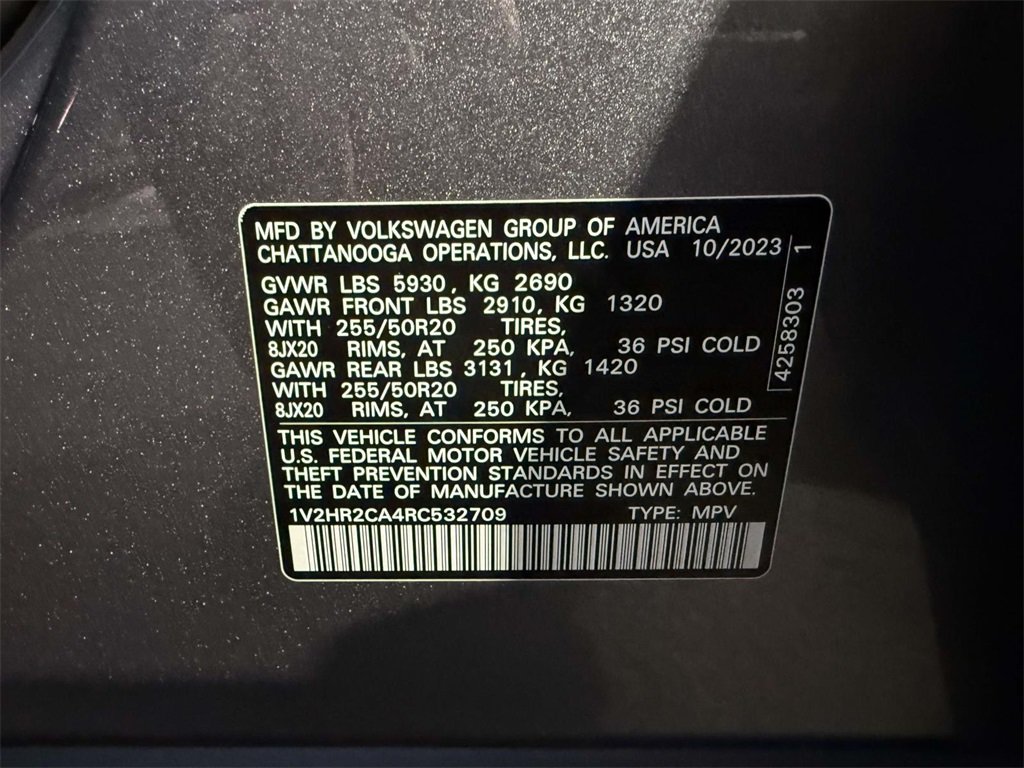 MFD BY VOLKSWAGEN GROUP OF AMERICA
CHATTANOOGA OPERATIONS, LLC. USA 10/2023
GVWR LBS 5930, KG 2690
GAWR FRONT LBS 2910, KG 1320
WITH 255/50R20 TIRES,
8JX20 RIMS, AT 250 KPA, 36 PSI COLD
GAWR REAR LBS 3131, KG 1420
WITH 255/50R20 TIRES,
8JX20 RIMS, AT 250 KPA, 36 PSI COLD
4258303 1
THIS VEHICLE CONFORMS TO ALL APPLICABLE
U.S. FEDERAL MOTOR VEHICLE SAFETY AND
THEFT PREVENTION STANDARDS IN EFFECT ON
THE DATE OF MANUFACTURE SHOWN ABOVE.
1V2HR2CA4RC532709 TYPE: MPV